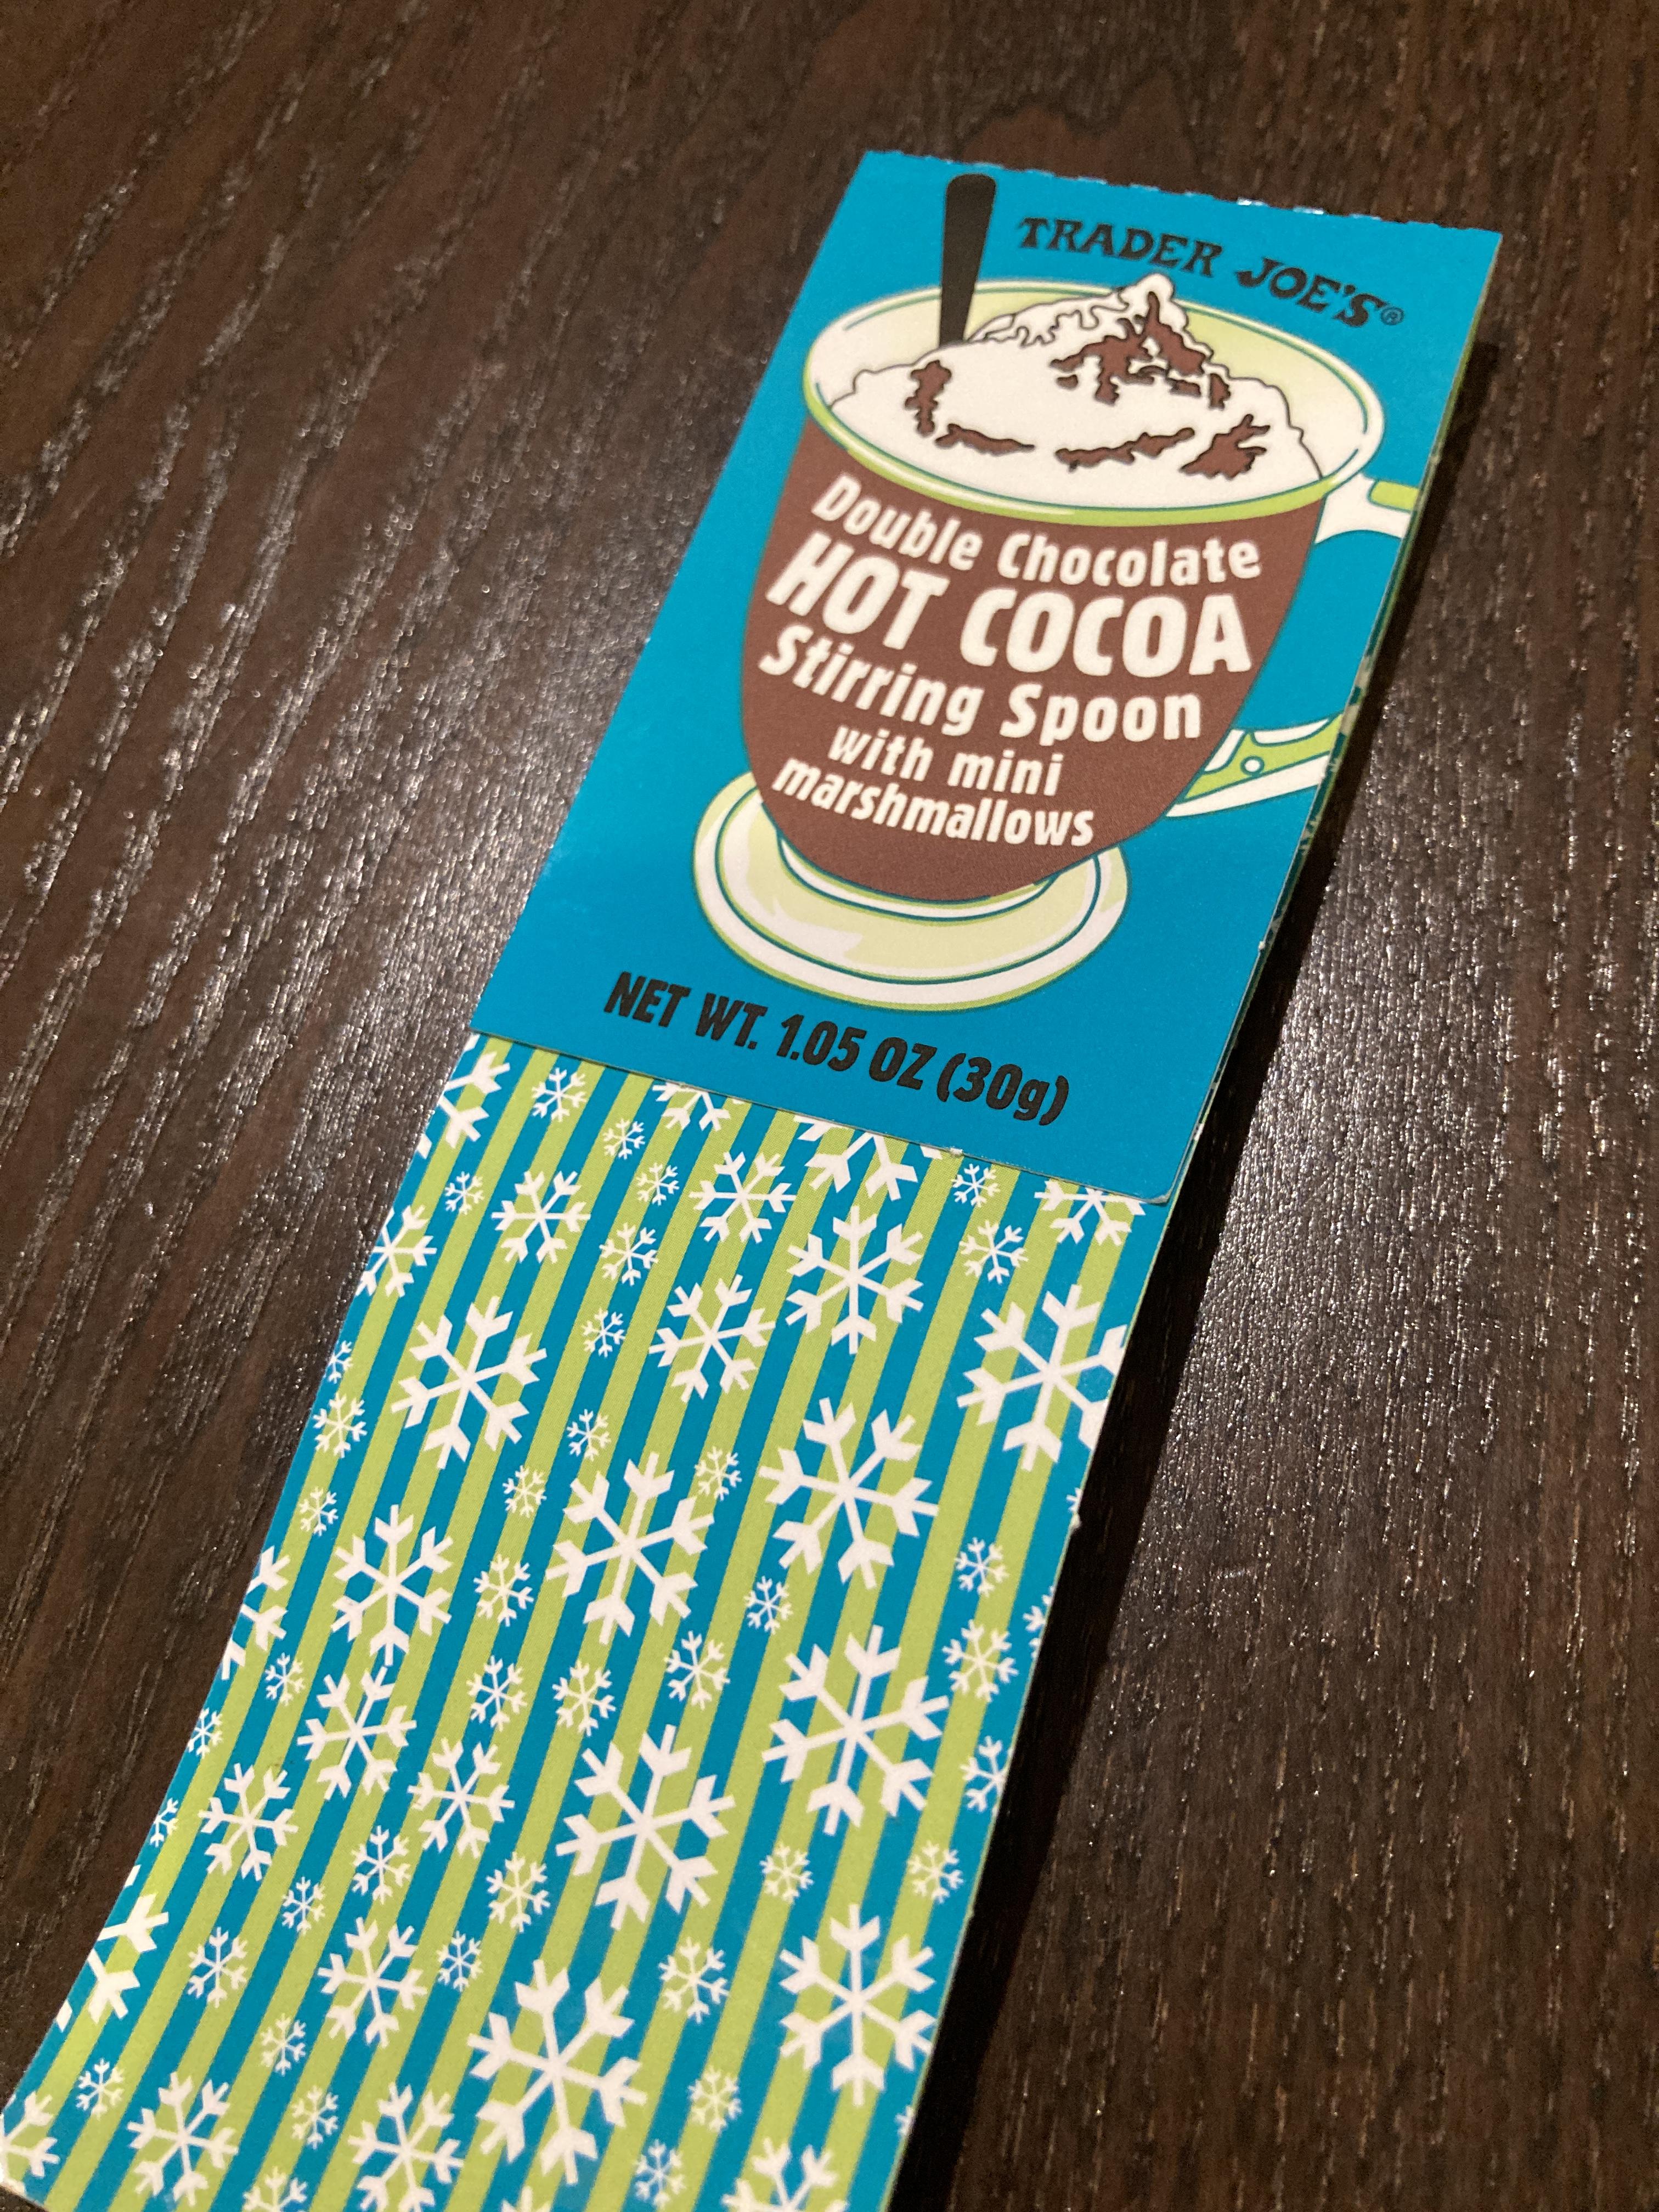 TRADER JOE'S®
Double Chocolate
HOT COCOA
Stirring Spoon
with mini
marshmallows
NET WT. 1.05 OZ (30g)